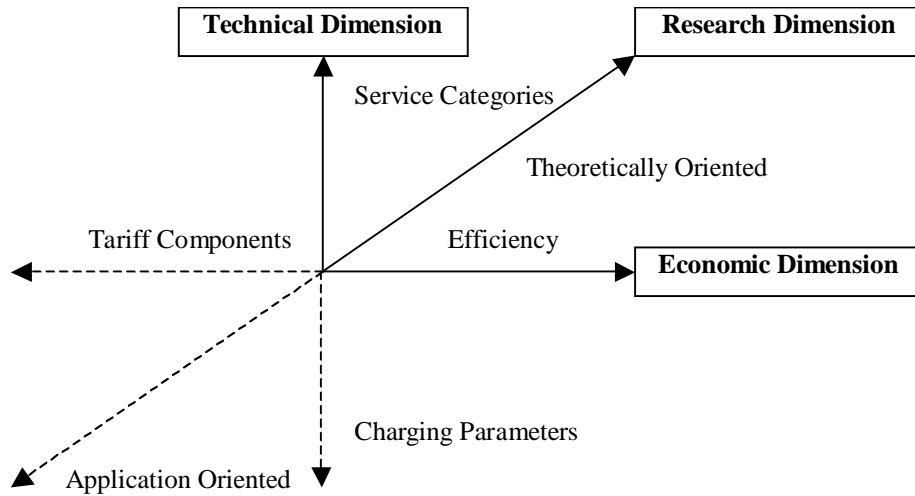 Technical Dimension
Research Dimension
Service Categories
Theoretically Oriented
Tariff Components
Efficiency
Economic Dimension
Charging Parameters
Application Oriented